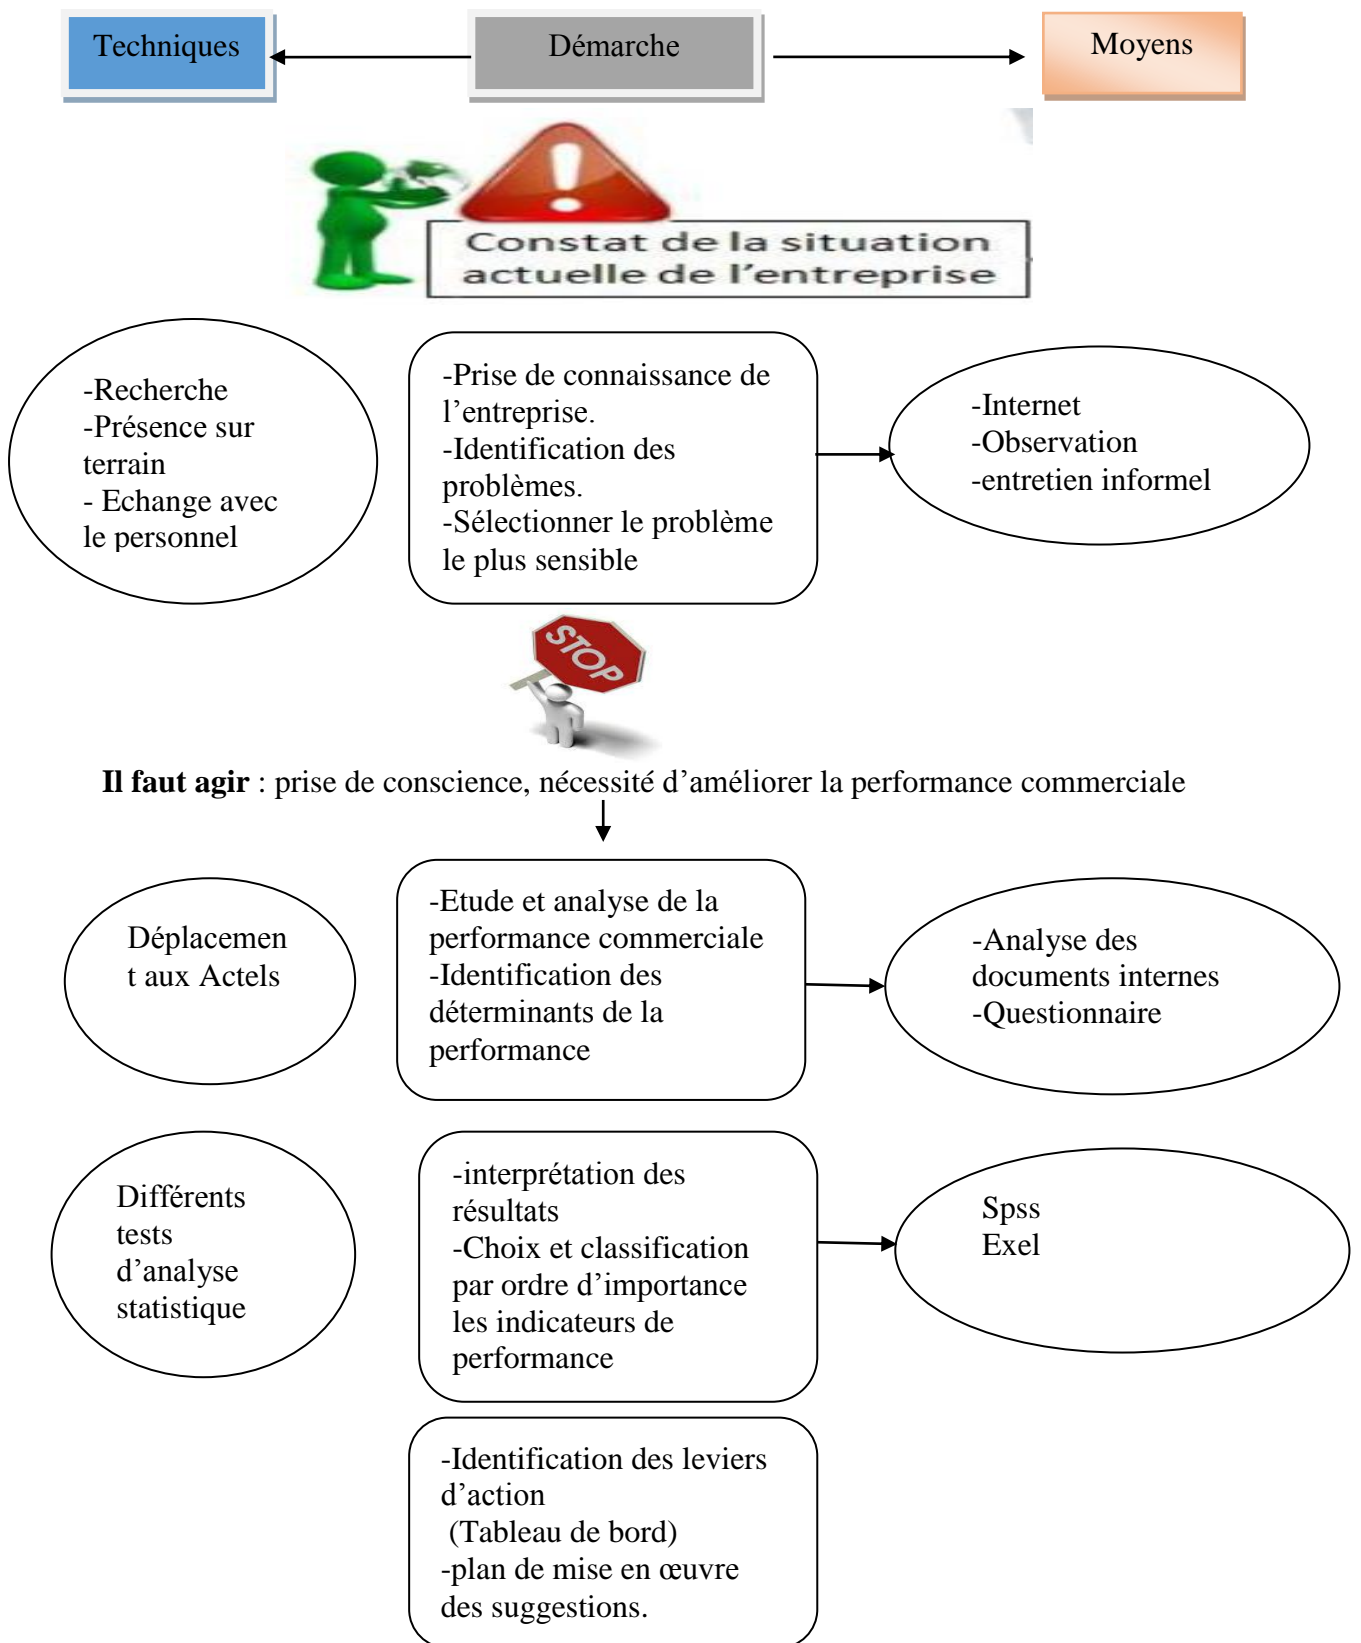 Techniques
Démarche
Moyens
Constat de la situation
actuelle de l'entreprise
-Recherche
-Présence sur
terrain
- Echange avec
le personnel
-Prise de connaissance de
l’entreprise.
-Identification des
problèmes.
-Sélectionner le problème
le plus sensible
-Internet
-Observation
-entretien informel
STOP
Il faut agir : prise de conscience, nécessité d’améliorer la performance commerciale
Déplacemen
t aux Actels
-Etude et analyse de la
performance commerciale
-Identification des
déterminants de la
performance
-Analyse des
documents internes
-Questionnaire
Différents
tests
d’analyse
statistique
-interprétation des
résultats
-Choix et classification
par ordre d’importance
les indicateurs de
performance
Spss
Exel
-Identification des leviers
d’action
(Tableau de bord)
-plan de mise en œuvre
des suggestions.